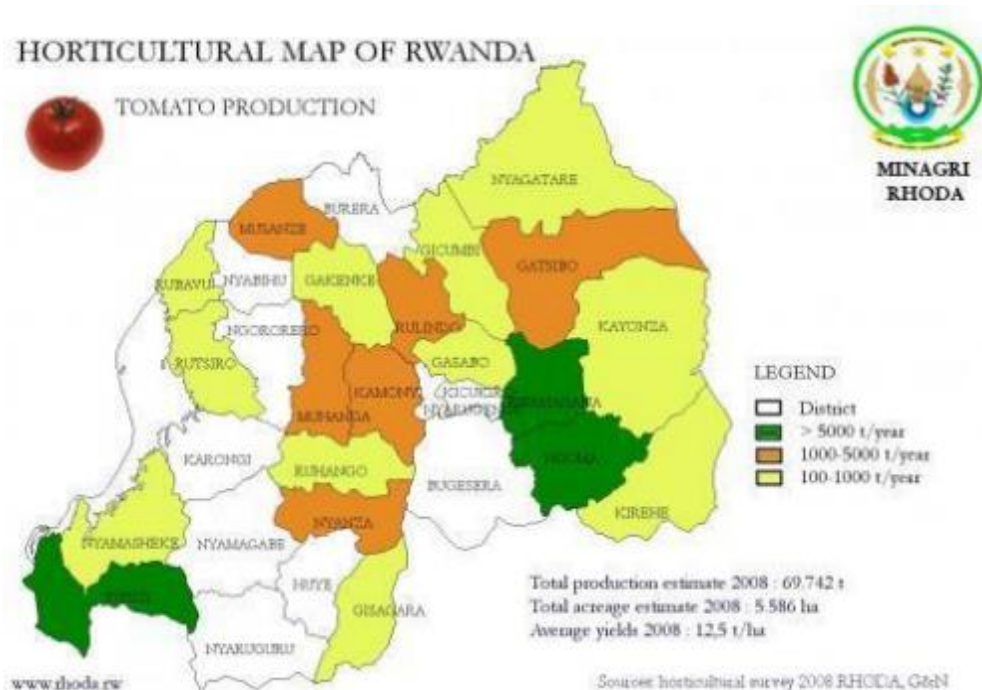 HORTICULTURAL MAP OF RWANDA
TOMATO PRODUCTION
MINAGRI
RHODA
NYAGATARE
BURERA
MUSANZE
GICUMBI
GATSIBO
NYABIHU
GAKENKE
RUBAVU
RULINDO
KAYONZA
NGORORERO
RUTSIRO
GASABO
KAMONYI
MUHANGA
NGOMA
KARONGI
RUHANGO
BUGESERA
KIREHE
NYANZA
NYAMASHEKE
NYAMAGABE
HUYE
GISAGARA
NYARUGURU
LEGEND
District
> 5000 t/year
1000-5000 t/year
100-1000 t/year
Total production estimate 2008 : 69.742 t
Total acreage estimate 2008 : 5.586 ha
Average yields 2008 : 12,5 t/ha
www.rhoda.rw
Sources: horticultural survey 2008 RHODA, G&N